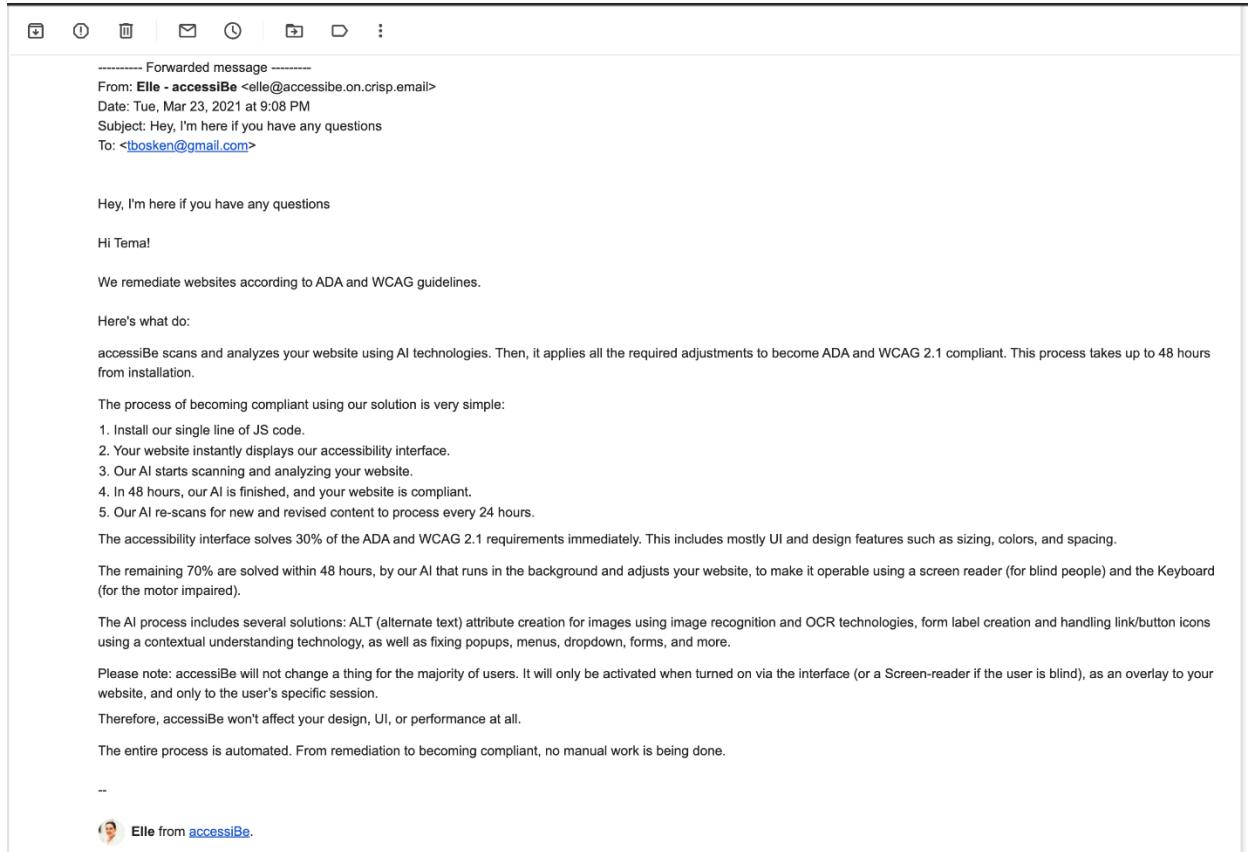 ---------- Forwarded message ---------
From: Elle - accessiBe <elle@accessibe.on.crisp.email>
Date: Tue, Mar 23, 2021 at 9:08 PM
Subject: Hey, I'm here if you have any questions
To: <tbosken@gmail.com>
Hey, I'm here if you have any questions
Hi Tema!
We remediate websites according to ADA and WCAG guidelines.
Here's what do:
accessiBe scans and analyzes your website using AI technologies. Then, it applies all the required adjustments to become ADA and WCAG 2.1 compliant. This process takes up to 48 hours
from installation.
The process of becoming compliant using our solution is very simple:
1. Install our single line of JS code.
2. Your website instantly displays our accessibility interface.
3. Our AI starts scanning and analyzing your website.
4. In 48 hours, our AI is finished, and your website is compliant.
5. Our AI re-scans for new and revised content to process every 24 hours.
The accessibility interface solves 30% of the ADA and WCAG 2.1 requirements immediately. This includes mostly UI and design features such as sizing, colors, and spacing.
The remaining 70% are solved within 48 hours, by our AI that runs in the background and adjusts your website, to make it operable using a screen reader (for blind people) and the Keyboard
(for the motor impaired).
The AI process includes several solutions: ALT (alternate text) attribute creation for images using image recognition and OCR technologies, form label creation and handling link/button icons
using a contextual understanding technology, as well as fixing popups, menus, dropdown, forms, and more.
Please note: accessiBe will not change a thing for the majority of users. It will only be activated when turned on via the interface (or a Screen-reader if the user is blind), as an overlay to your
website, and only to the user's specific session.
Therefore, accessiBe won't affect your design, UI, or performance at all.
The entire process is automated. From remediation to becoming compliant, no manual work is being done.
--
Elle from accessiBe.